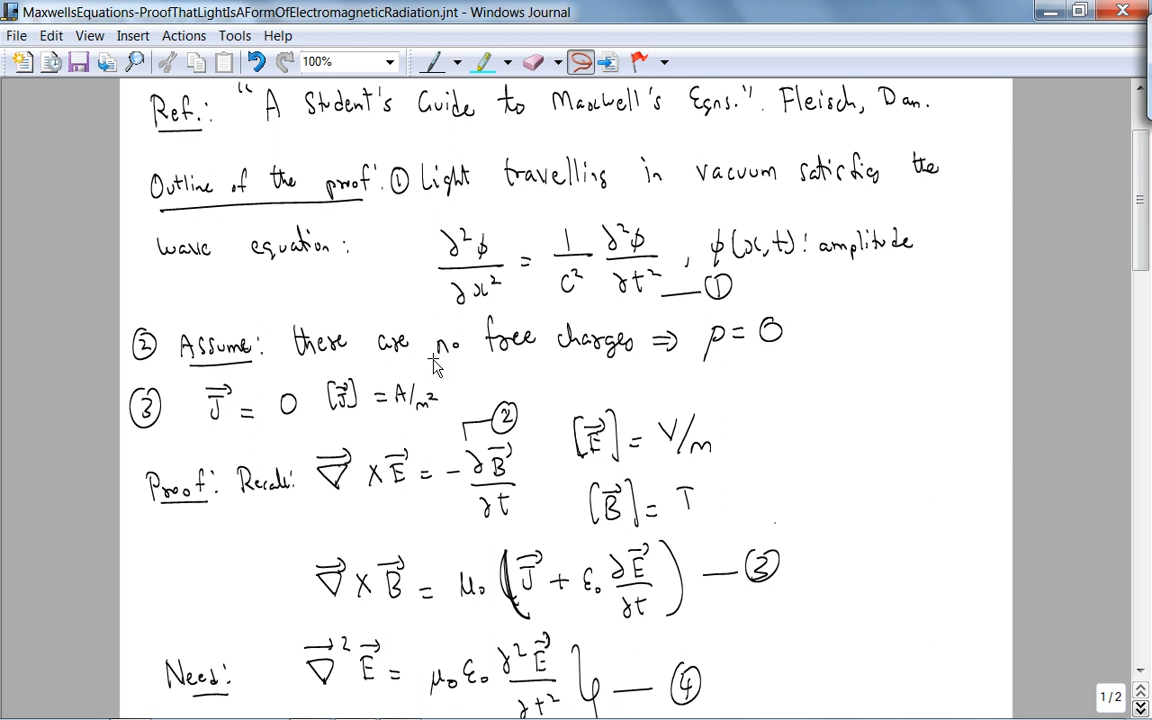 MaxwellsEquations-ProofThatLightIsAFormOfElectromagneticRadiation.jnt - Windows Journal
File Edit View Insert Actions Tools Help
100%
Ref.: "A Student's Guide to Maxwell's Eqns.". Fleisch, Dan.
Outline of the proof: ① Light travelling in vacuum satisfies the
wave equation: ∂²φ/∂x² = 1/c² ∂²φ/∂t², φ(x,t): amplitude
—①
② Assume: there are no free charges ⇒ ρ = 0
③ J⃗ = 0 [J⃗] = A/m²
② [E⃗] = V/m
Proof: Recall: ∇⃗ × E⃗ = -∂B⃗/∂t
[B⃗] = T
∇⃗ × B⃗ = μ₀(J⃗ + ε₀ ∂E⃗/∂t) — ③
Need: ∇⃗² E⃗ = μ₀ε₀ ∂²E⃗/∂t² } — ④
1/2